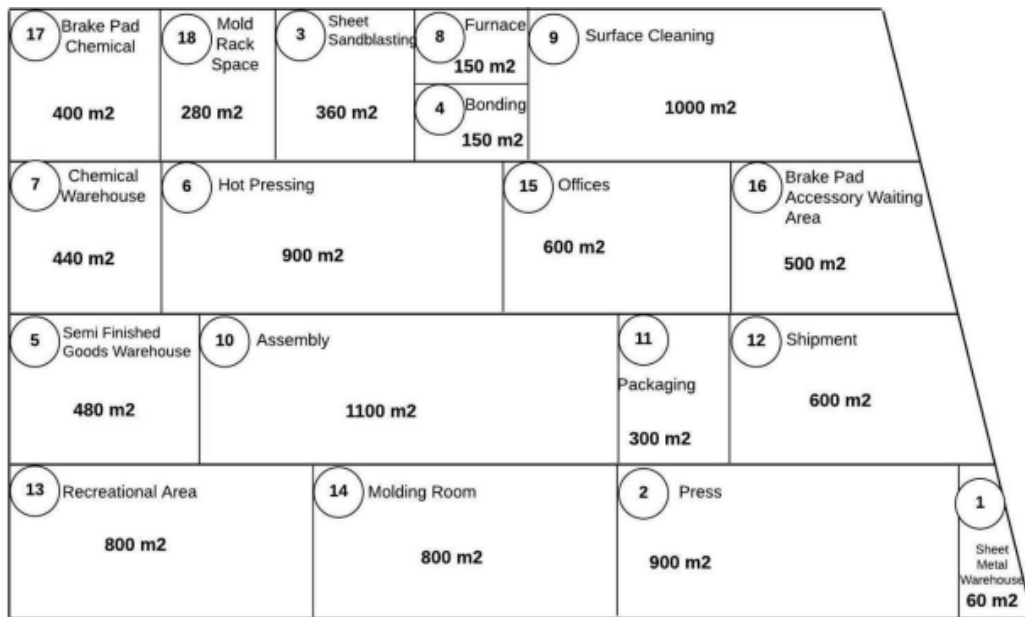 17
Brake Pad
Chemical
400 m2
18
Mold
Rack
Space
280 m2
3
Sheet
Sandblasting
360 m2
8
Furnace
150 m2
4
Bonding
150 m2
9
Surface Cleaning
1000 m2
7
Chemical
Warehouse
440 m2
6
Hot Pressing
900 m2
15
Offices
600 m2
16
Brake Pad
Accessory Waiting
Area
500 m2
5
Semi Finished
Goods Warehouse
480 m2
10
Assembly
1100 m2
11
Packaging
300 m2
12
Shipment
600 m2
13
Recreational Area
800 m2
14
Molding Room
800 m2
2
Press
900 m2
1
Sheet
Metal
Warehouse
60 m2